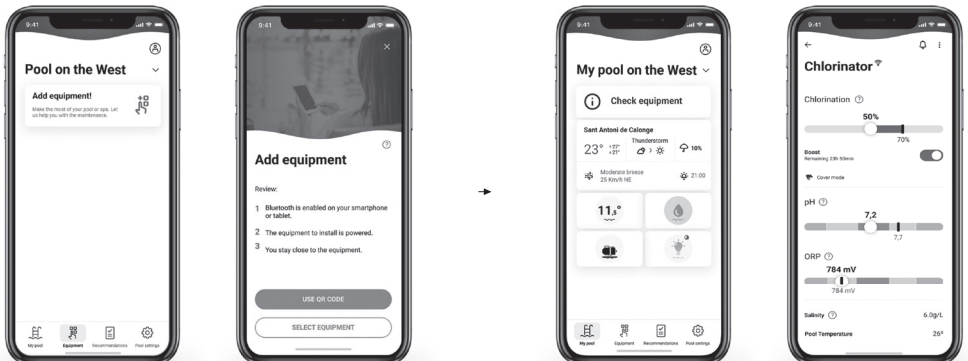 9:41
Pool on the West
Add equipment!
Make the most of your pool or spa. Let
us help you with the maintenance.
My pool
Equipment
Recommendations
Pool settings
9:41
Add equipment
Review:
1 Bluetooth is enabled on your smartphone
or tablet.
2 The equipment to install is powered.
3 You stay close to the equipment.
USE QR CODE
SELECT EQUIPMENT
9:41
My pool on the West
Check equipment
Sant Antoni de Calonge
23° +27° +21°
Thunderstorm
10%
Moderate breeze
25 Km/h NE
21:00
11,5°
My pool
Equipment
Recommendations
Pool settings
9:41
Chlorinator
Chlorination
50%
70%
Boost
Remaining 23h 53min
Cover mode
pH
7,2
7,7
ORP
784 mV
784 mV
Salinity 6.0g/L
Pool Temperature 26º